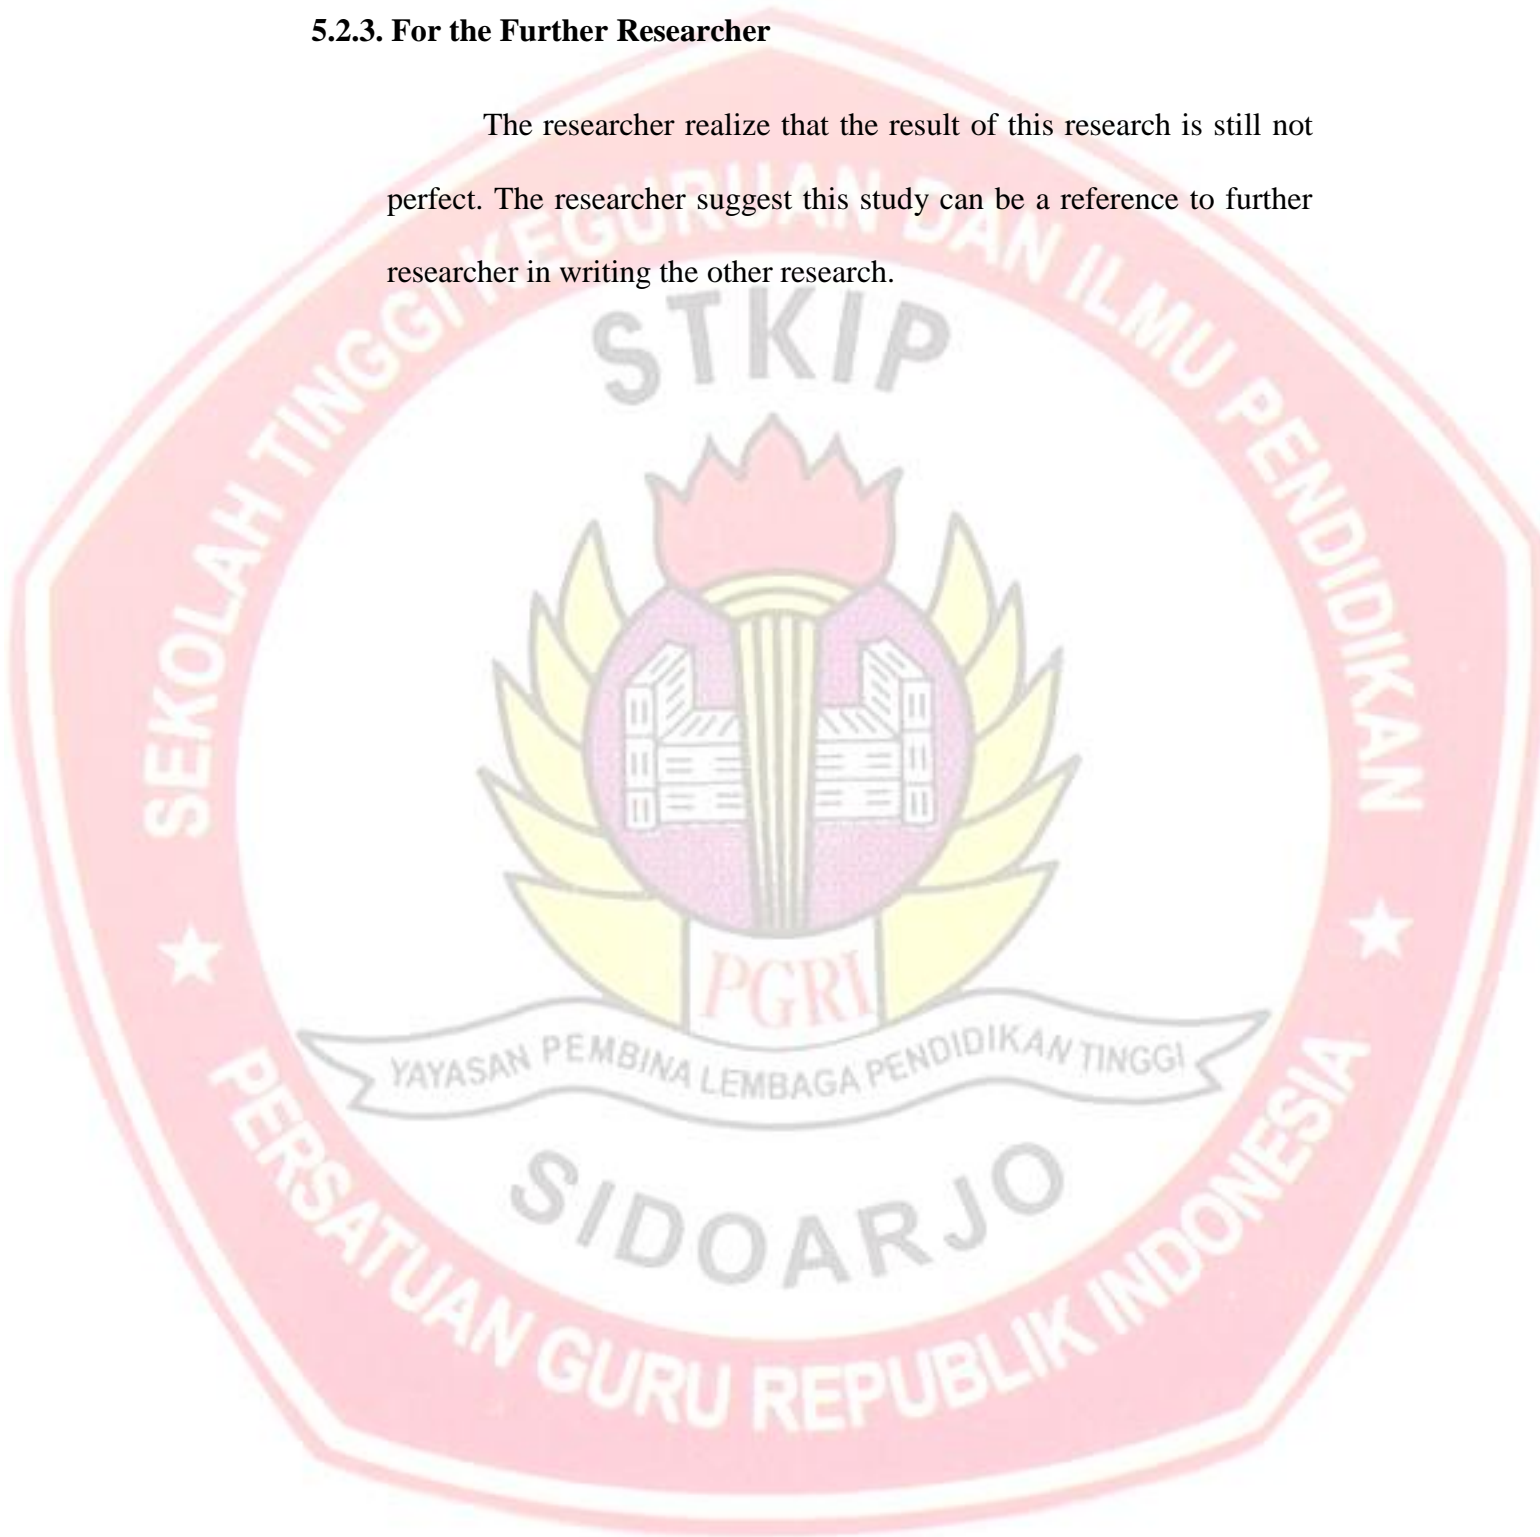 5.2.3. For the Further Researcher
The researcher realize that the result of this research is still not
perfect. The researcher suggest this study can be a reference to further
researcher in writing the other research.
SEKOLAH TINGGI KEGURUAN DAN ILMU PENDIDIKAN
STKIP
PGRI
YAYASAN PEMBINA LEMBAGA PENDIDIKAN TINGGI
SIDOARJO
PERSATUAN GURU REPUBLIK INDONESIA